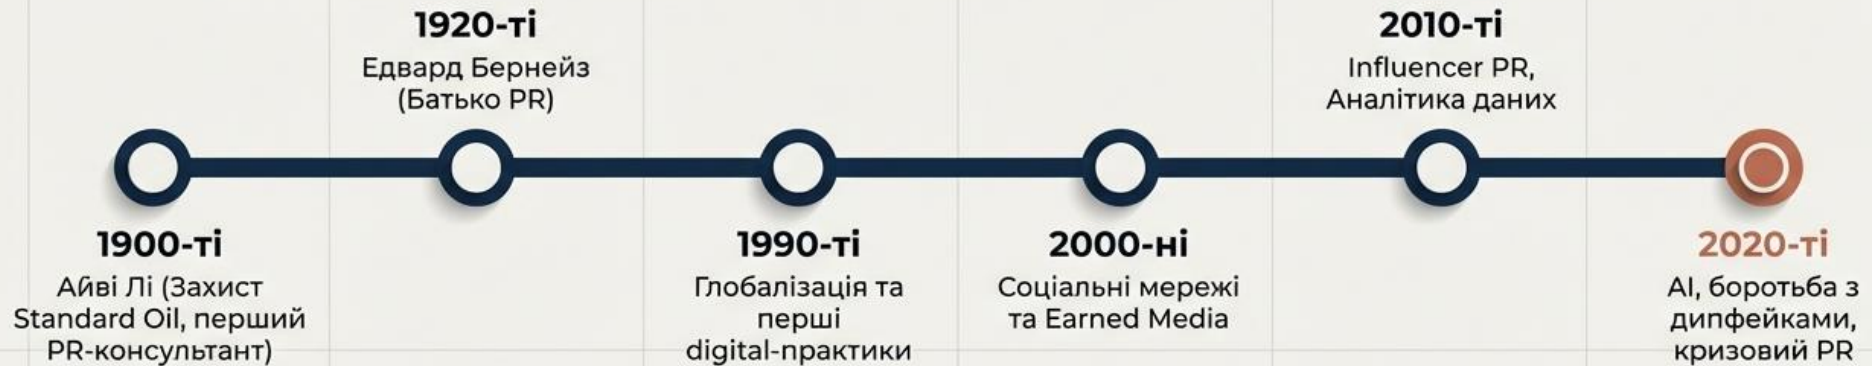 1900-ті
Айві Лі (Захист
Standard Oil, перший
PR-консультант)
1920-ті
Едвард Бернейз
(Батько PR)
1990-ті
Глобалізація та
перші
digital-практики
2000-ні
Соціальні мережі
та Earned Media
2010-ті
Influencer PR,
Аналітика даних
2020-ті
AI, боротьба з
дипфейками,
кризовий PR